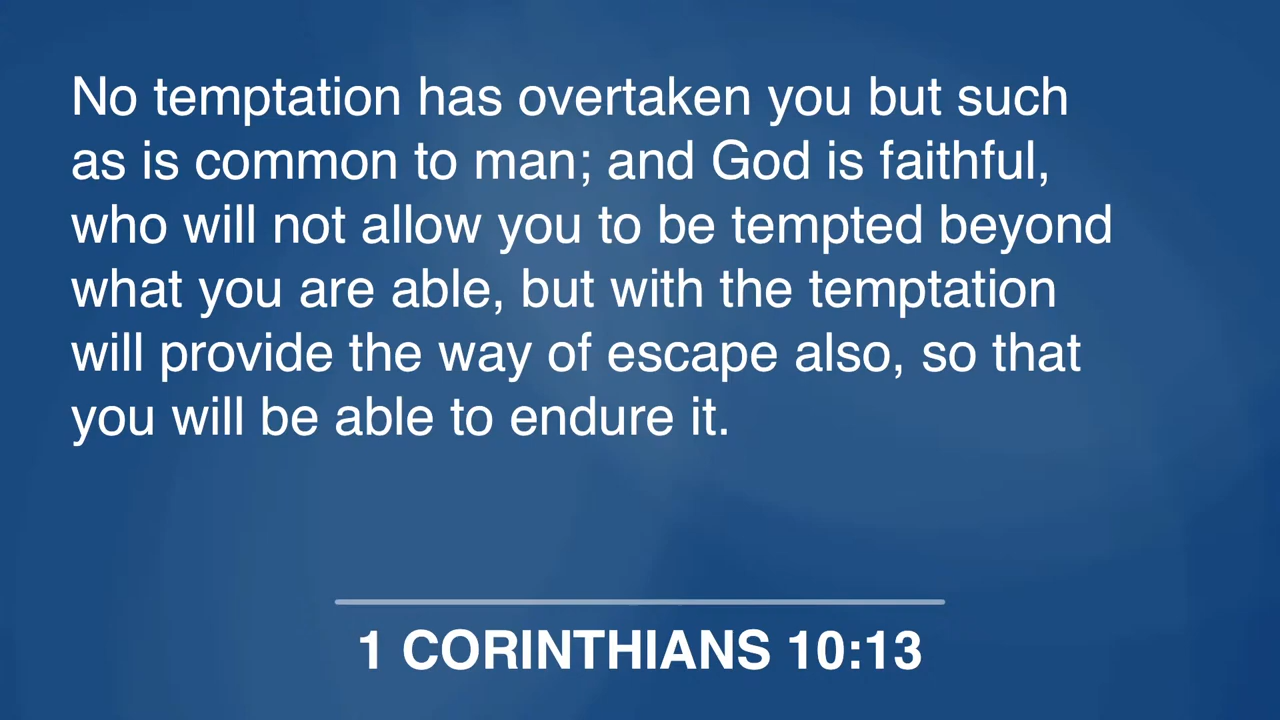 No temptation has overtaken you but such
as is common to man; and God is faithful,
who will not allow you to be tempted beyond
what you are able, but with the temptation
will provide the way of escape also, so that
you will be able to endure it.
1 CORINTHIANS 10:13